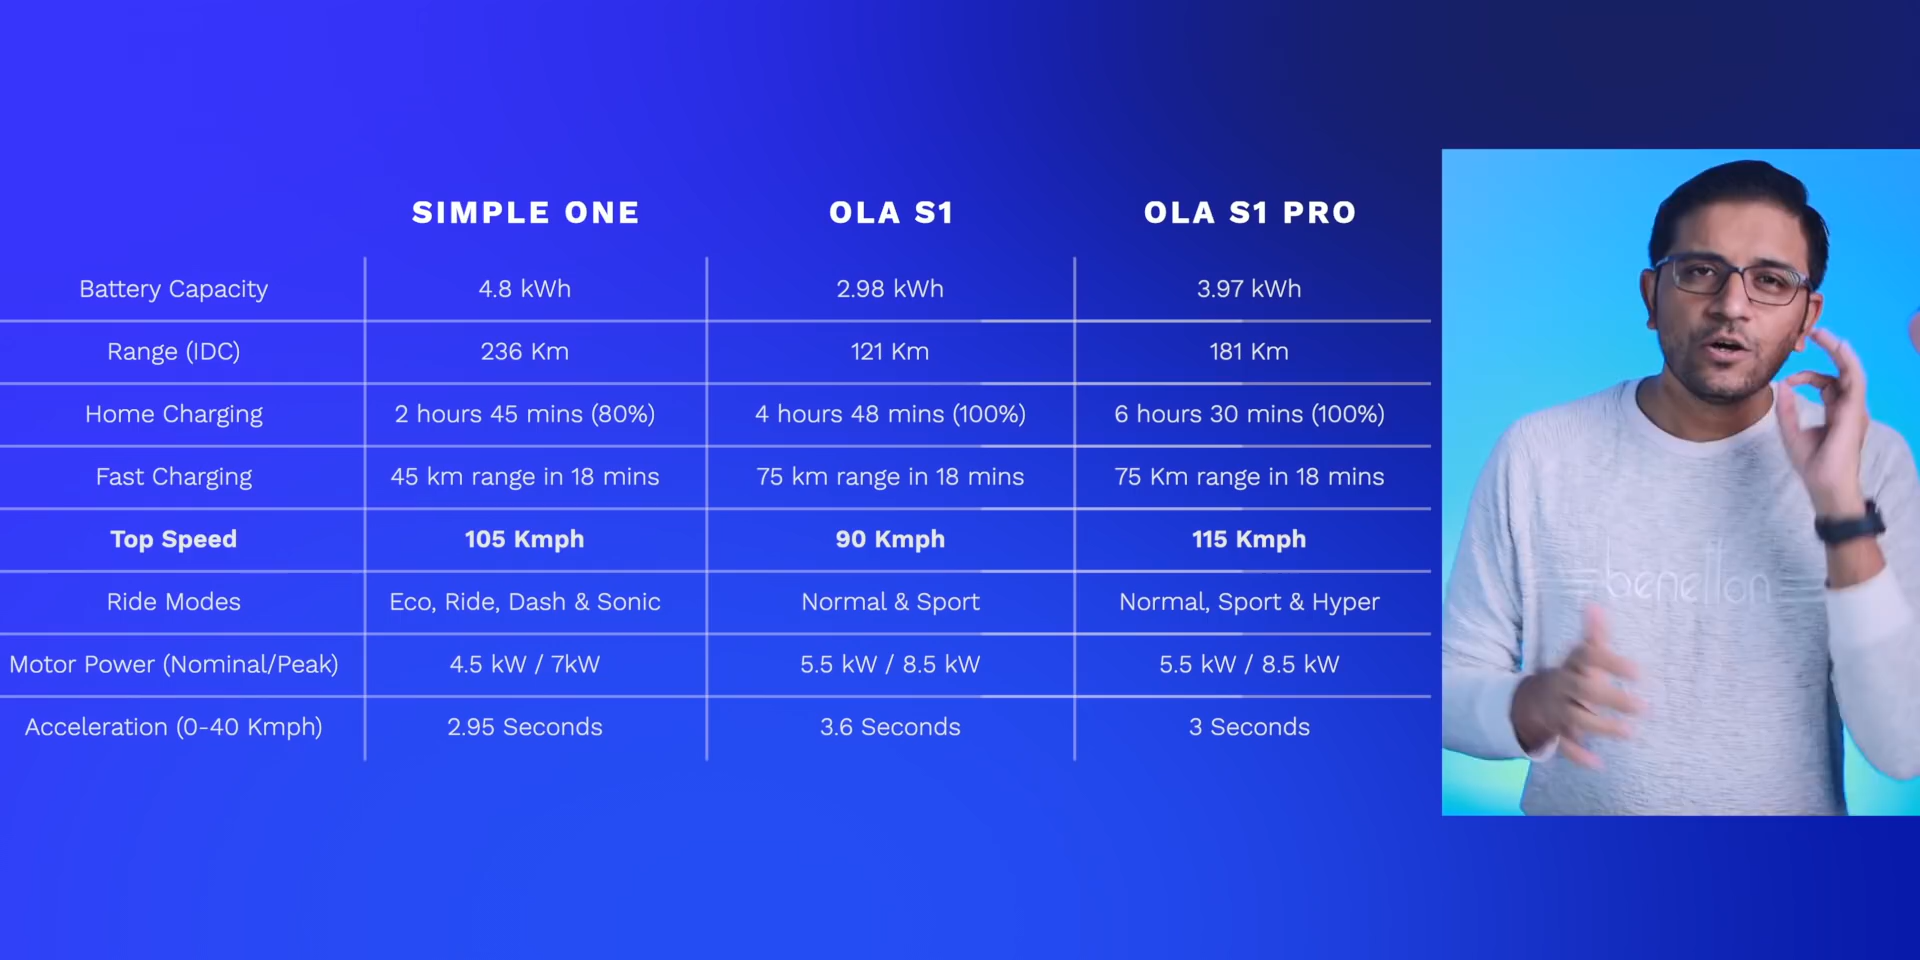 SIMPLE ONE OLA S1 OLA S1 PRO
Battery Capacity 4.8 kWh 2.98 kWh 3.97 kWh
Range (IDC) 236 Km 121 Km 181 Km
Home Charging 2 hours 45 mins (80%) 4 hours 48 mins (100%) 6 hours 30 mins (100%)
Fast Charging 45 km range in 18 mins 75 km range in 18 mins 75 Km range in 18 mins
Top Speed 105 Kmph 90 Kmph 115 Kmph
Ride Modes Eco, Ride, Dash & Sonic Normal & Sport Normal, Sport & Hyper
Motor Power (Nominal/Peak) 4.5 kW / 7kW 5.5 kW / 8.5 kW 5.5 kW / 8.5 kW
Acceleration (0-40 Kmph) 2.95 Seconds 3.6 Seconds 3 Seconds
benetton